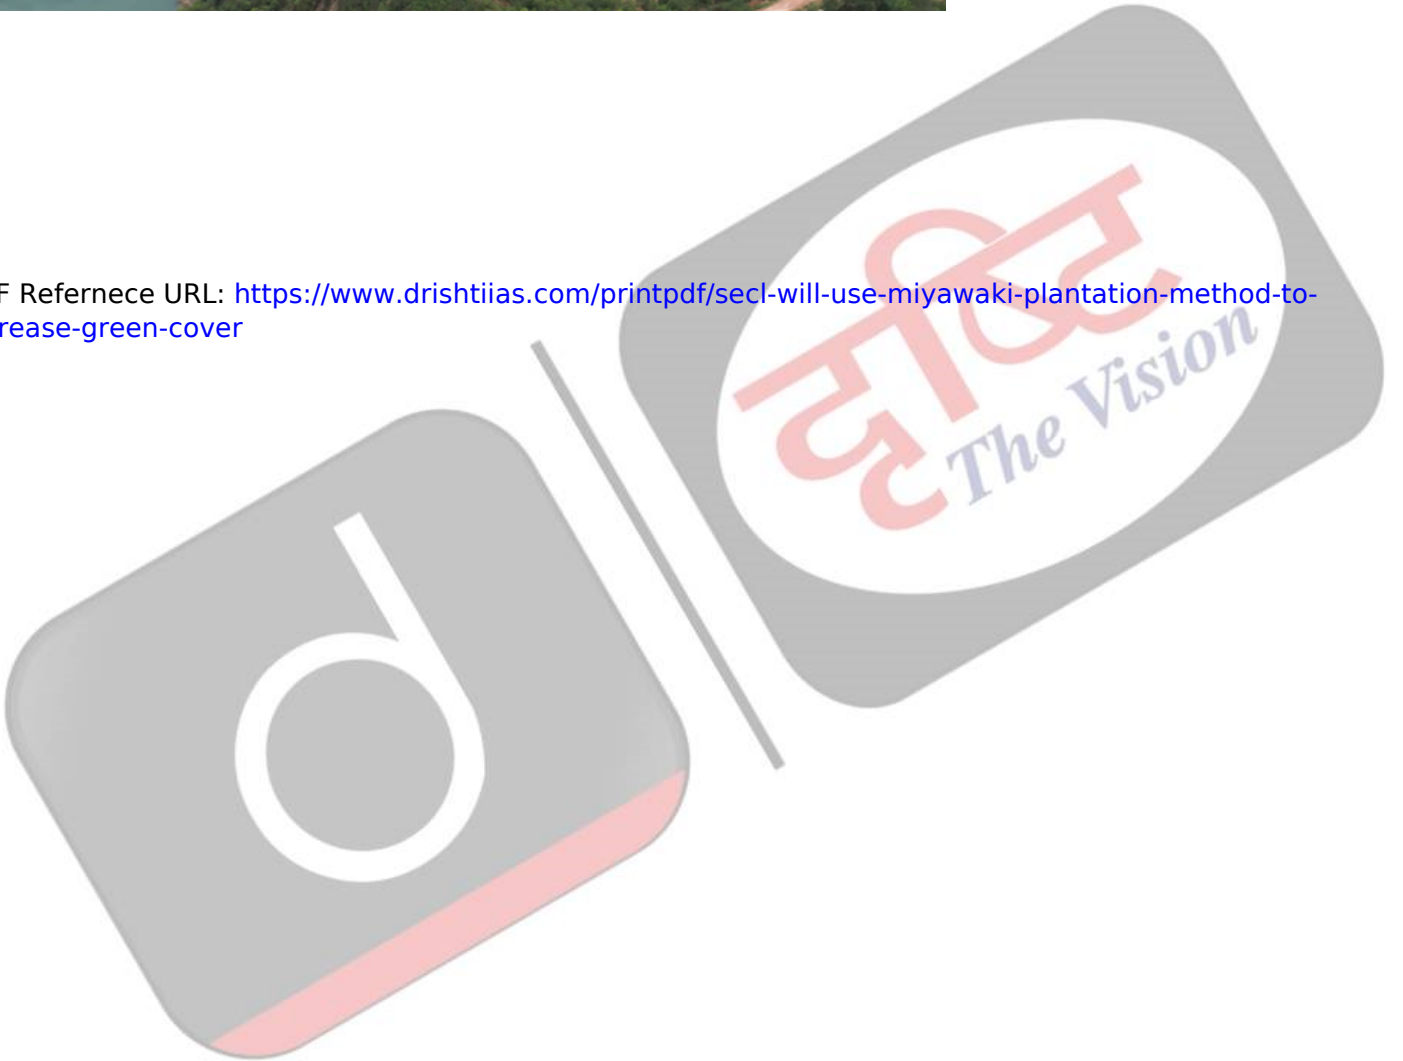 F Refernece URL: https://www.drishtiias.com/printpdf/secl-will-use-miyawaki-plantation-method-to-
rease-green-cover
दृष्टि
The Vision
d